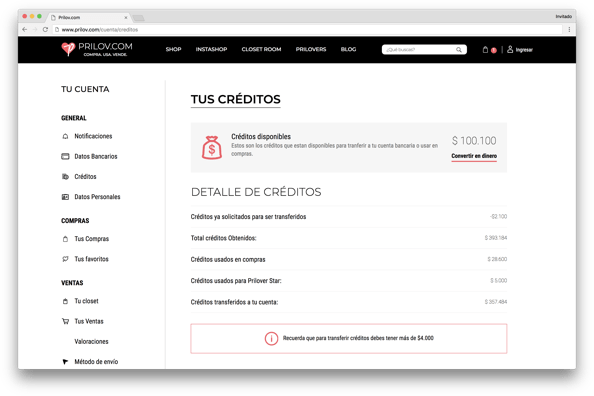 Prilov.com
Invitado
www.prilov.com/cuenta/creditos
PRILOV.COM
COMPRA. USA. VENDE.
SHOP
INSTASHOP
CLOSET ROOM
PRILOVERS
BLOG
¿Qué buscas?
Ingresar
TU CUENTA
GENERAL
Notificaciones
Datos Bancarios
Créditos
Datos Personales
COMPRAS
Tus Compras
Tus favoritos
VENTAS
Tu closet
Tus Ventas
Valoraciones
Método de envío
TUS CRÉDITOS
Créditos disponibles
Estos son los créditos que estan disponibles para tranferir a tu cuenta bancaria o usar en
compras.
$ 100.100
Convertir en dinero
DETALLE DE CRÉDITOS
Créditos ya solicitados para ser transferidos
-$2.100
Total créditos Obtenidos:
$ 393.184
Créditos usados en compras
$ 28.600
Créditos usados para Prilover Star:
$ 5.000
Créditos transferidos a tu cuenta:
$ 357.484
Recuerda que para transferir créditos debes tener más de $4.000